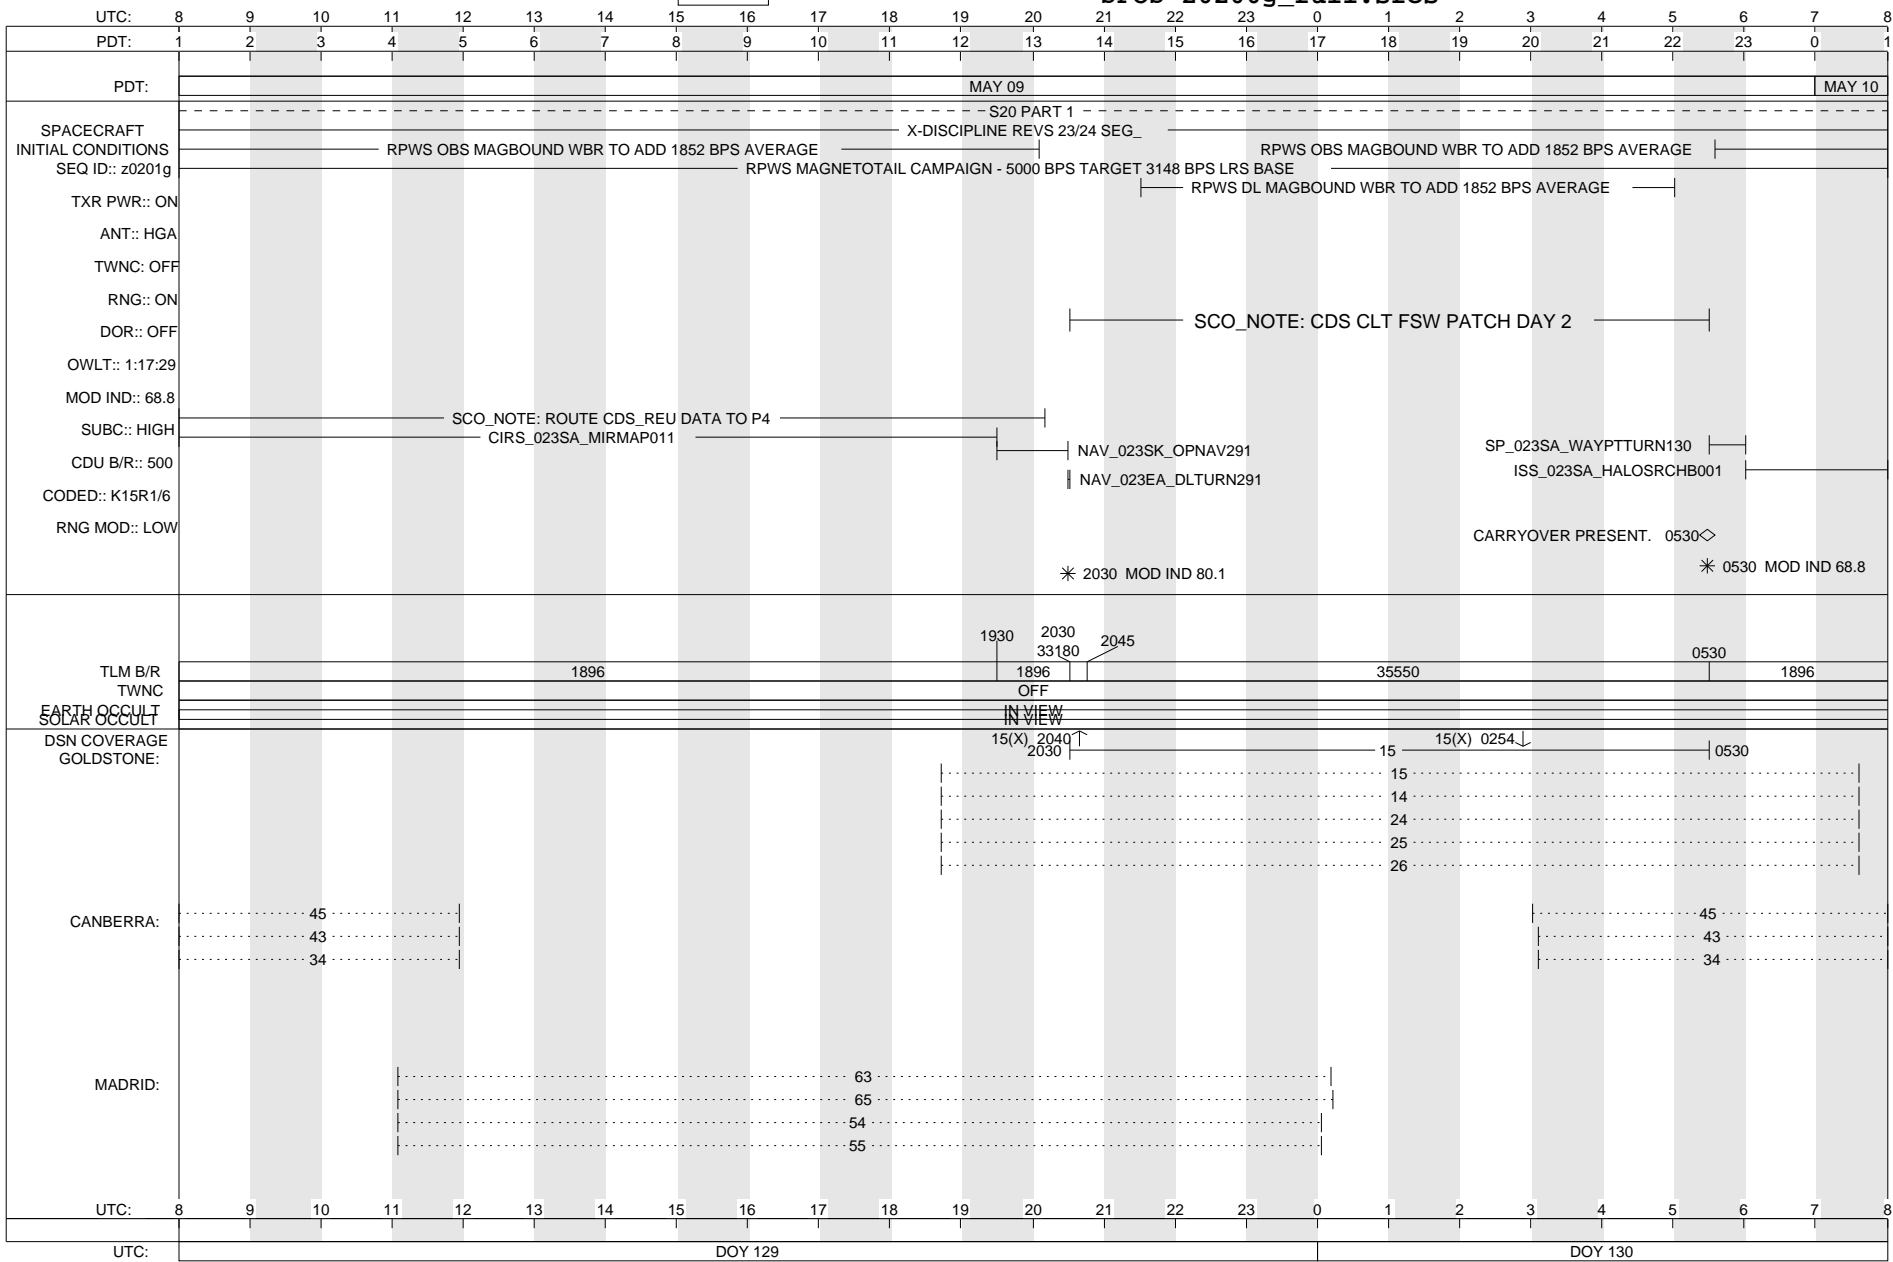 UTC: 8 9 10 11 12 13 14 15 16 17 18 19 20 21 22 23 0 1 2 3 4 5 6 7 8
PDT: 1 2 3 4 5 6 7 8 9 10 11 12 13 14 15 16 17 18 19 20 21 22 23 0 1
PDT: MAY 09 MAY 10
S20 PART 1
SPACECRAFT X-DISCIPLINE REVS 23/24 SEG_
INITIAL CONDITIONS RPWS OBS MAGBOUND WBR TO ADD 1852 BPS AVERAGE RPWS OBS MAGBOUND WBR TO ADD 1852 BPS AVERAGE
SEQ ID:: z0201g RPWS MAGNETOTAIL CAMPAIGN - 5000 BPS TARGET 3148 BPS LRS BASE
RPWS DL MAGBOUND WBR TO ADD 1852 BPS AVERAGE
TXR PWR:: ON
ANT:: HGA
TWNC: OFF
RNG:: ON
SCO_NOTE: CDS CLT FSW PATCH DAY 2
DOR:: OFF
OWLT:: 1:17:29
MOD IND:: 68.8
SCO_NOTE: ROUTE CDS_REU DATA TO P4
SUBC:: HIGH
CIRS_023SA_MIRMAP011
SP_023SA_WAYPTTURN130
NAV_023SK_OPNAV291
CDU B/R:: 500
ISS_023SA_HALOSRCHB001
NAV_023EA_DLTURN291
CODED:: K15R1/6
RNG MOD:: LOW
CARRYOVER PRESENT. 0530
0530 MOD IND 68.8
2030 MOD IND 80.1
1930 2030 2045
33180 0530
TLM B/R 1896 1896 35550 1896
TWNC OFF
EARTH OCCULT IN VIEW
SOLAR OCCULT IN VIEW
DSN COVERAGE 15(X) 2040 15(X) 0254
2030 15 0530
GOLDSTONE:
15
14
24
25
26
CANBERRA:
45 45
43 43
34 34
MADRID:
63
65
54
55
UTC: 8 9 10 11 12 13 14 15 16 17 18 19 20 21 22 23 0 1 2 3 4 5 6 7 8
UTC: DOY 129 DOY 130